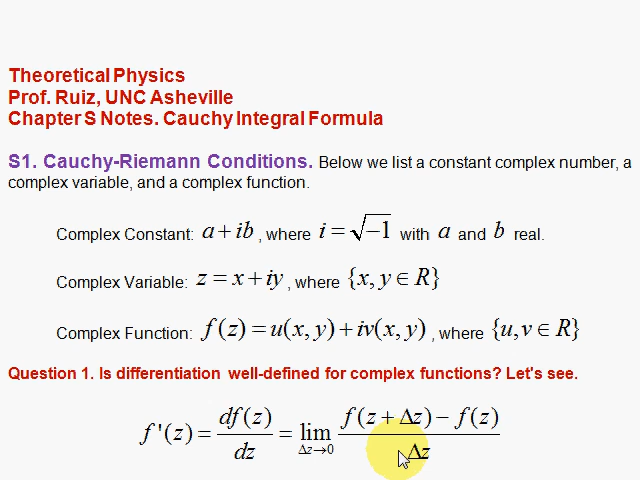 Theoretical Physics
Prof. Ruiz, UNC Asheville
Chapter S Notes. Cauchy Integral Formula
S1. Cauchy-Riemann Conditions. Below we list a constant complex number, a
complex variable, and a complex function.
Complex Constant: a + ib, where i = √−1 with a and b real.
Complex Variable: z = x + iy, where {x, y ∈ R}
Complex Function: f(z) = u(x, y) + iv(x, y), where {u, v ∈ R}
Question 1. Is differentiation well-defined for complex functions? Let's see.
f'(z) = df(z)/dz = lim Δz→0 (f(z + Δz) − f(z))/Δz